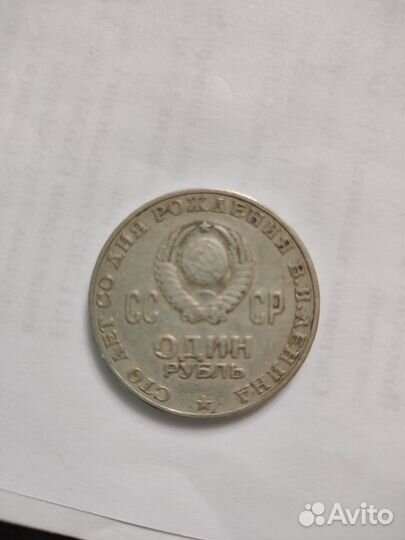 СТО ЛЕТ СО ДНЯ РОЖДЕНИЯ В.И.ЛЕНИНА
СС СР
ОДИН
РУБЛЬ
Avito